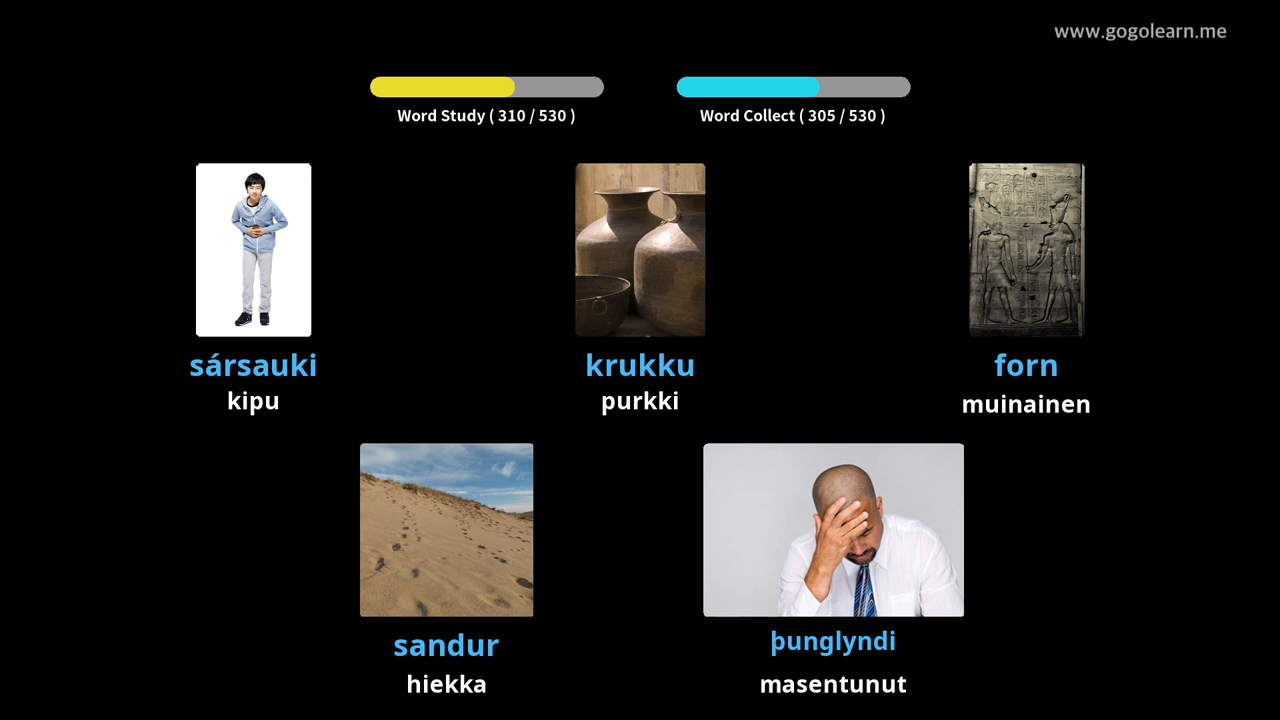 www.gogolearn.me
Word Study ( 310 / 530 )
Word Collect ( 305 / 530 )
sársauki
kipu
krukku
purkki
forn
muinainen
sandur
hiekka
þunglyndi
masentunut